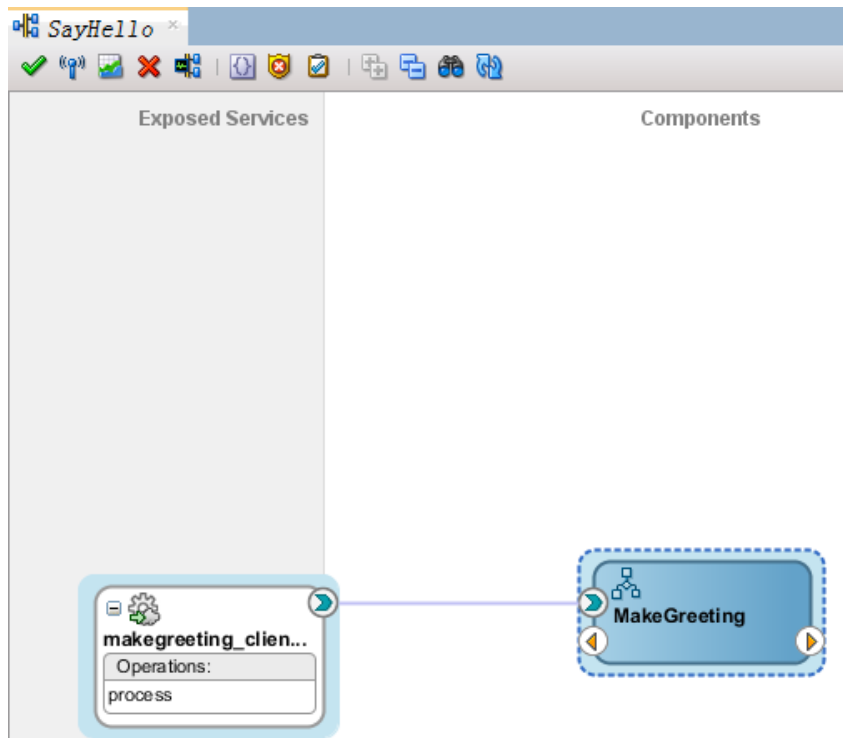 SayHello
Exposed Services
Components
makegreeting_clien...
Operations:
process
MakeGreeting